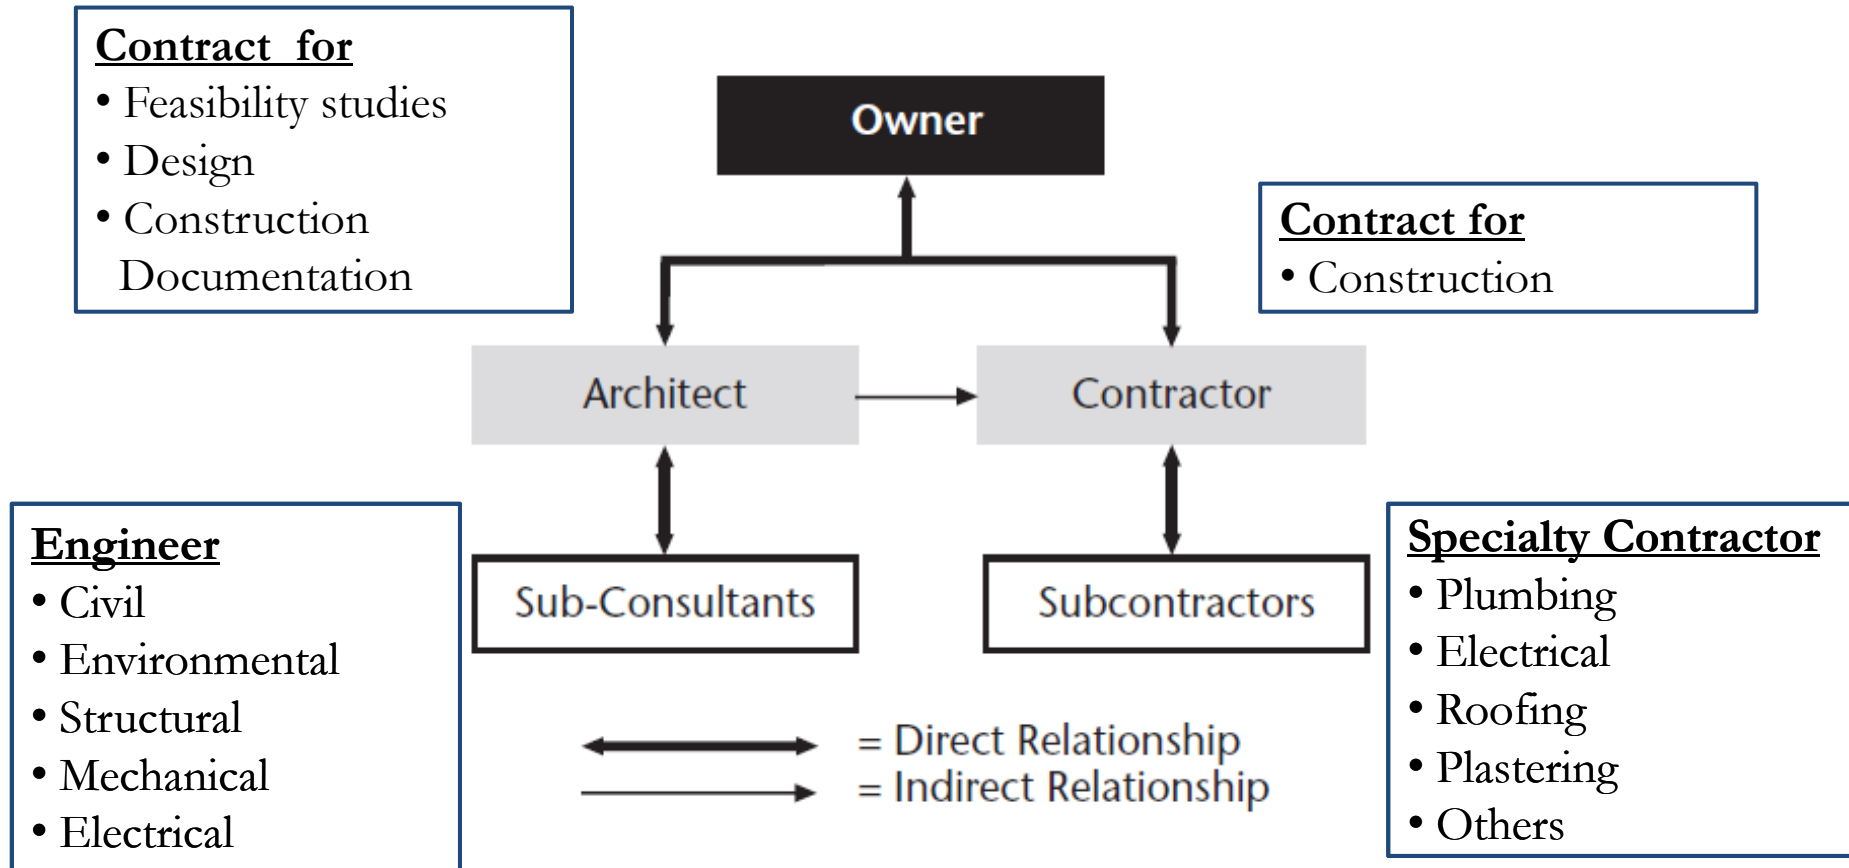 Contract for
• Feasibility studies
• Design
• Construction
Documentation
Owner
Contract for
• Construction
Architect
Contractor
Engineer
• Civil
• Environmental
• Structural
• Mechanical
• Electrical
Sub-Consultants
Subcontractors
Specialty Contractor
• Plumbing
• Electrical
• Roofing
• Plastering
• Others
= Direct Relationship
= Indirect Relationship